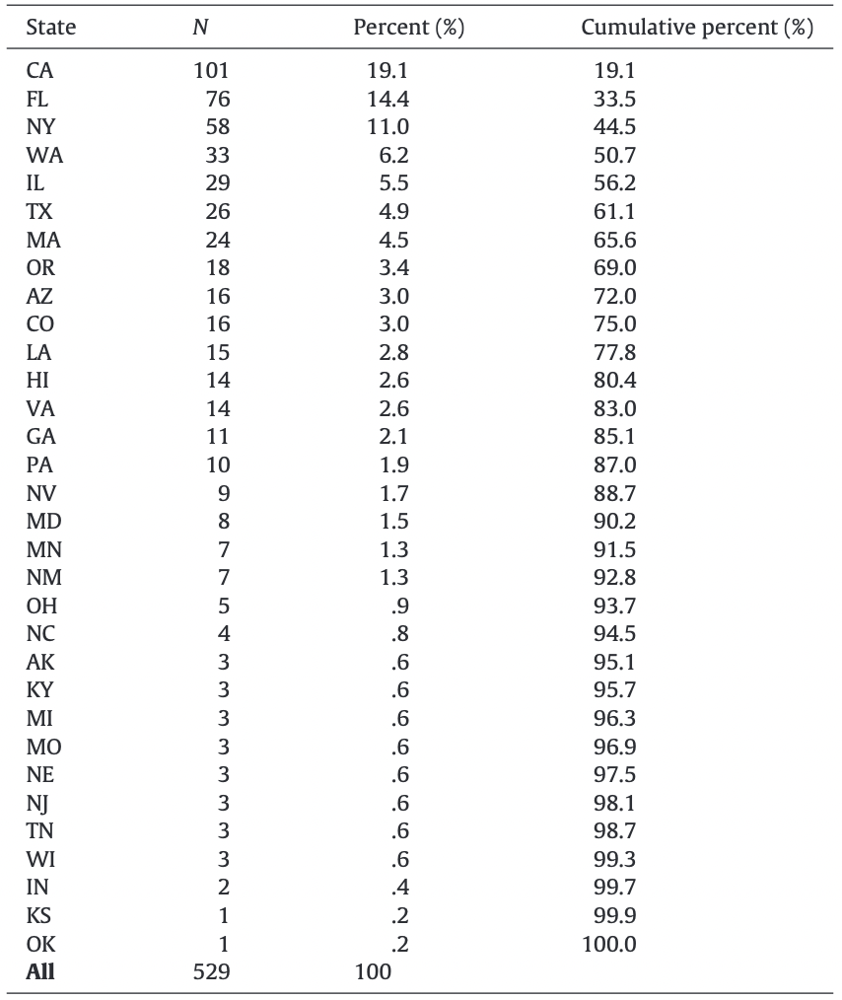 State N Percent (%) Cumulative percent (%)
CA 101 19.1 19.1
FL 76 14.4 33.5
NY 58 11.0 44.5
WA 33 6.2 50.7
IL 29 5.5 56.2
TX 26 4.9 61.1
MA 24 4.5 65.6
OR 18 3.4 69.0
AZ 16 3.0 72.0
CO 16 3.0 75.0
LA 15 2.8 77.8
HI 14 2.6 80.4
VA 14 2.6 83.0
GA 11 2.1 85.1
PA 10 1.9 87.0
NV 9 1.7 88.7
MD 8 1.5 90.2
MN 7 1.3 91.5
NM 7 1.3 92.8
OH 5 .9 93.7
NC 4 .8 94.5
AK 3 .6 95.1
KY 3 .6 95.7
MI 3 .6 96.3
MO 3 .6 96.9
NE 3 .6 97.5
NJ 3 .6 98.1
TN 3 .6 98.7
WI 3 .6 99.3
IN 2 .4 99.7
KS 1 .2 99.9
OK 1 .2 100.0
All 529 100